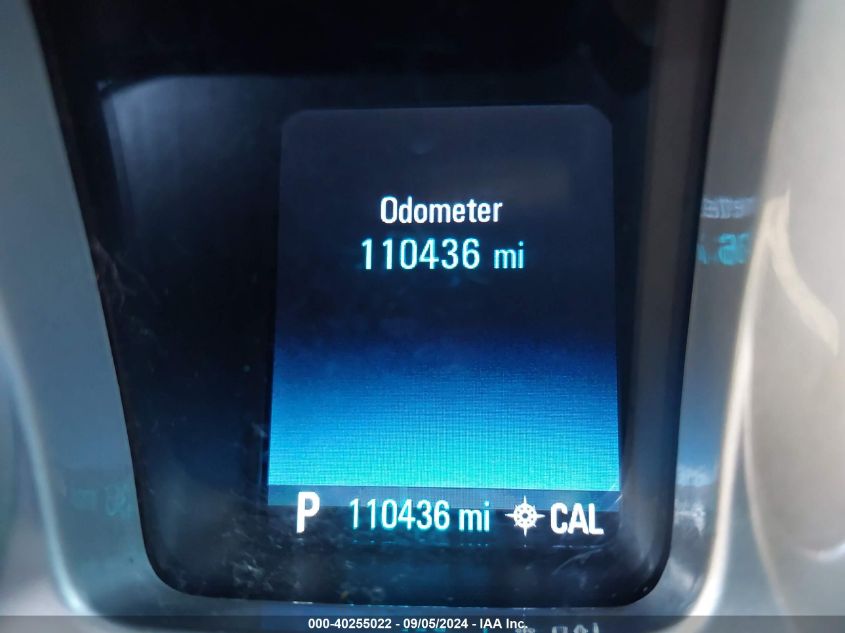 Odometer
110436 mi
P 110436 mi CAL
000-40255022 - 09/05/2024 - IAA Inc.